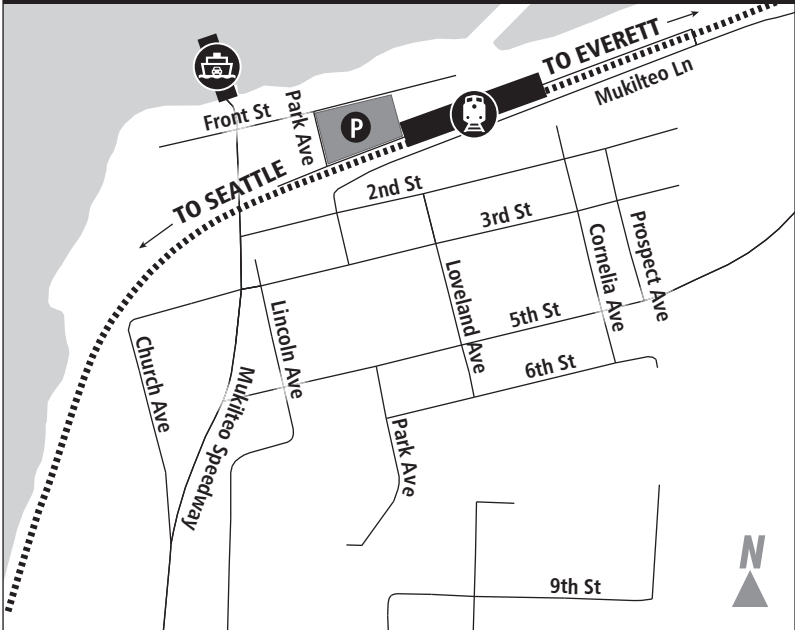 TO EVERETT
Mukilteo Ln
Front St
Park Ave
P
TO SEATTLE
2nd St
3rd St
Prospect Ave
Cornelia Ave
Loveland Ave
5th St
Lincoln Ave
Church Ave
6th St
Mukilteo Speedway
Park Ave
9th St
N